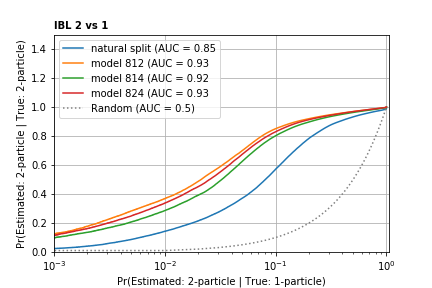 IBL 2 vs 1
Pr(Estimated: 2-particle | True: 2-particle)
1.4
1.2
1.0
0.8
0.6
0.4
0.2
0.0
natural split (AUC = 0.85
model 812 (AUC = 0.93
model 814 (AUC = 0.92
model 824 (AUC = 0.93
Random (AUC = 0.5)
10⁻³
10⁻²
10⁻¹
10⁰
Pr(Estimated: 2-particle | True: 1-particle)